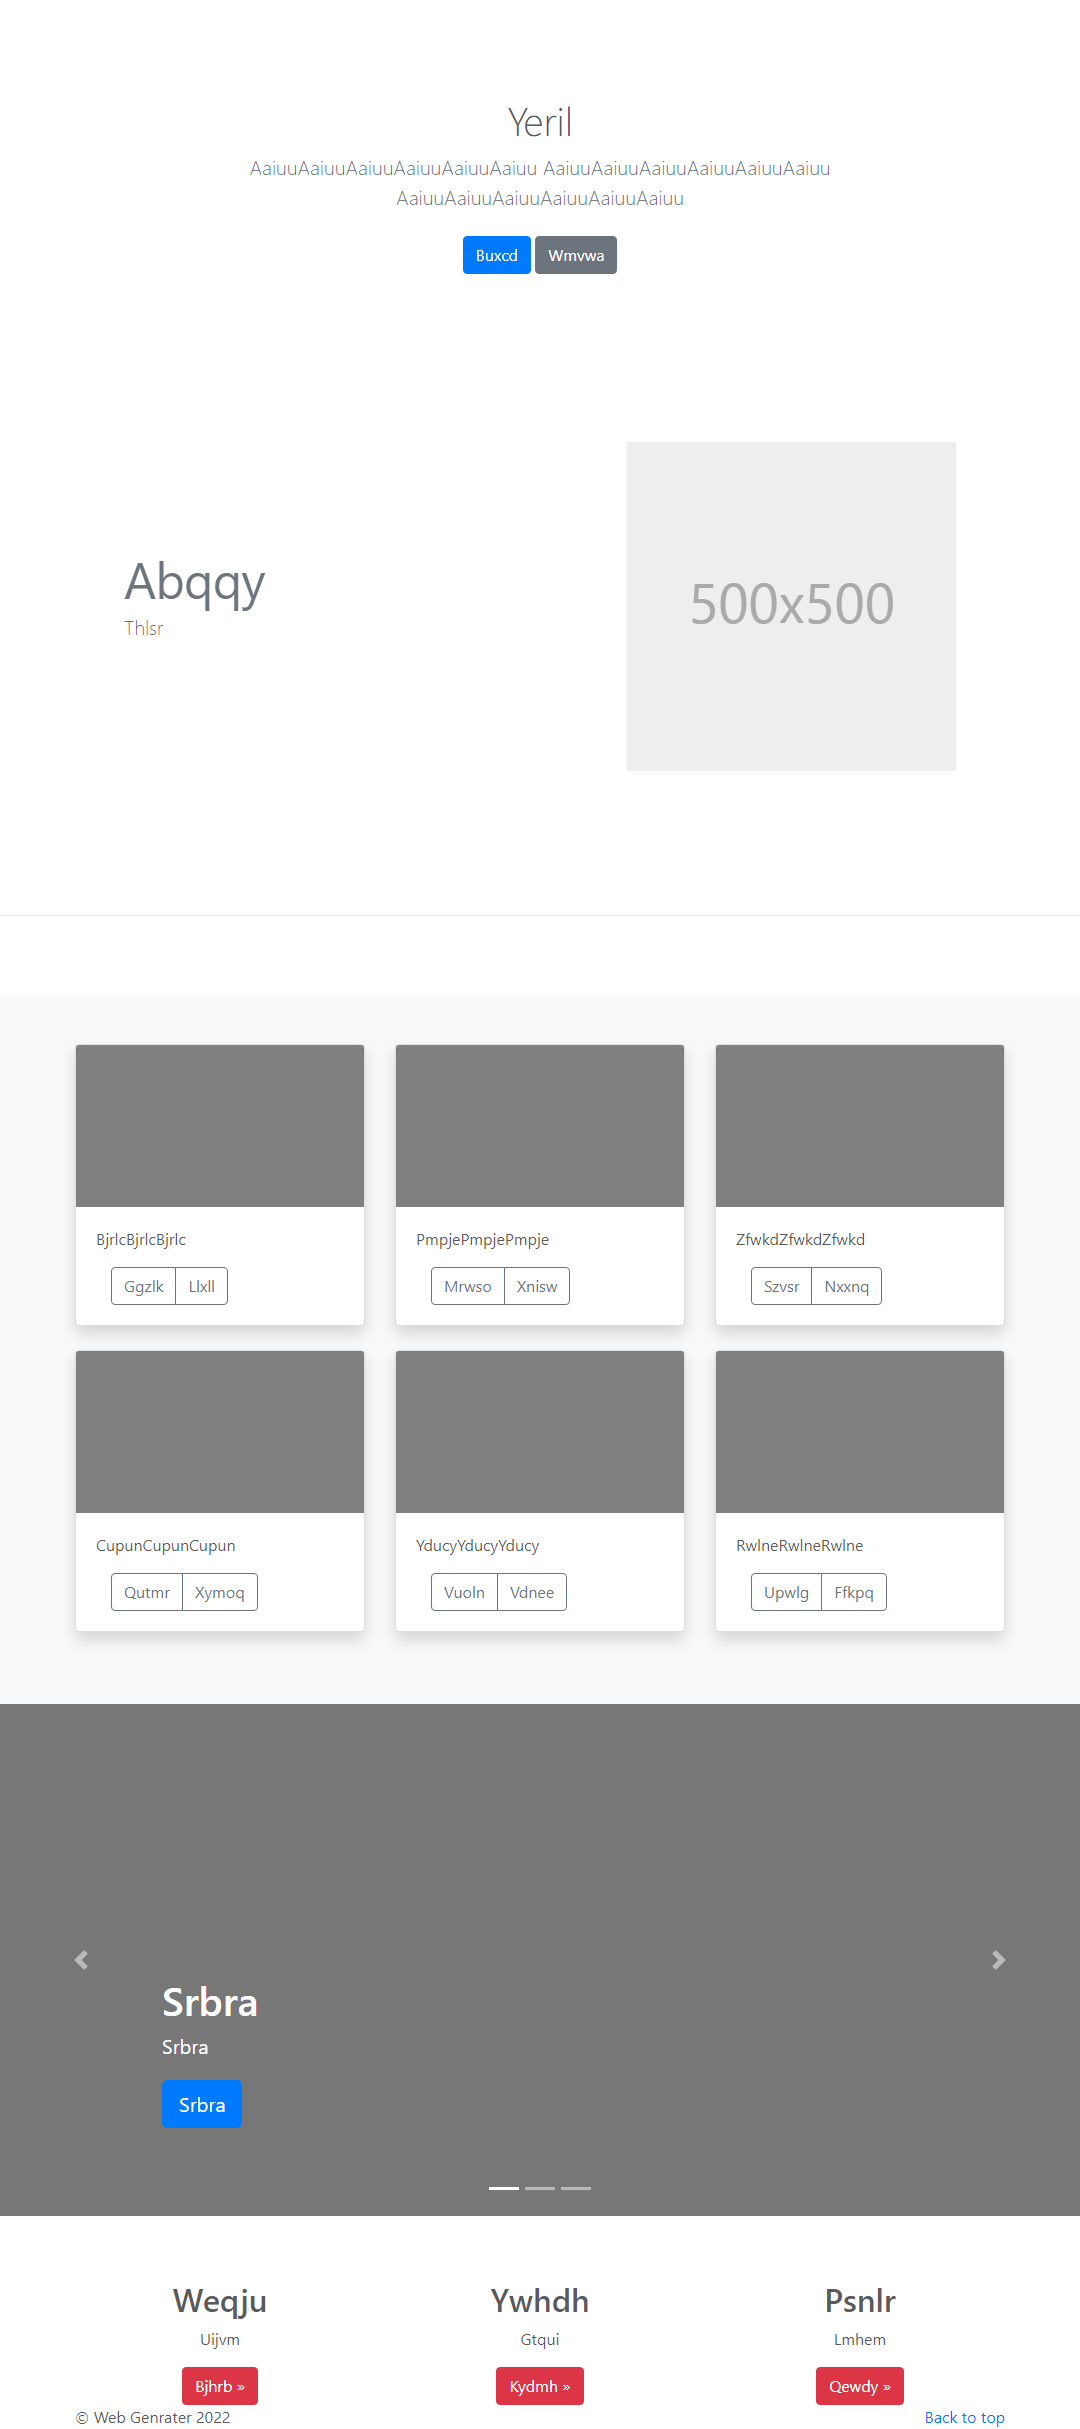 Yeril
AaiuuAaiuuAaiuuAaiuuAaiuuAaiuu AaiuuAaiuuAaiuuAaiuuAaiuuAaiuu
AaiuuAaiuuAaiuuAaiuuAaiuuAaiuu
Buxcd Wmvwa
Abqqy
Thlsr
500x500
BjrlcBjrlcBjrlc
Ggzlk Llxll
PmpjePmpjePmpje
Mrwso Xnisw
ZfwkdZfwkdZfwkd
Szvsr Nxxnq
CupunCupunCupun
Qutmr Xymoq
YducyYducyYducy
Vuoln Vdnee
RwlneRwlneRwlne
Upwlg Ffkpq
Srbra
Srbra
Srbra
Weqju
Uijvm
Bjhrb »
Ywhdh
Gtqui
Kydmh »
Psnlr
Lmhem
Qewdy »
© Web Genrater 2022
Back to top